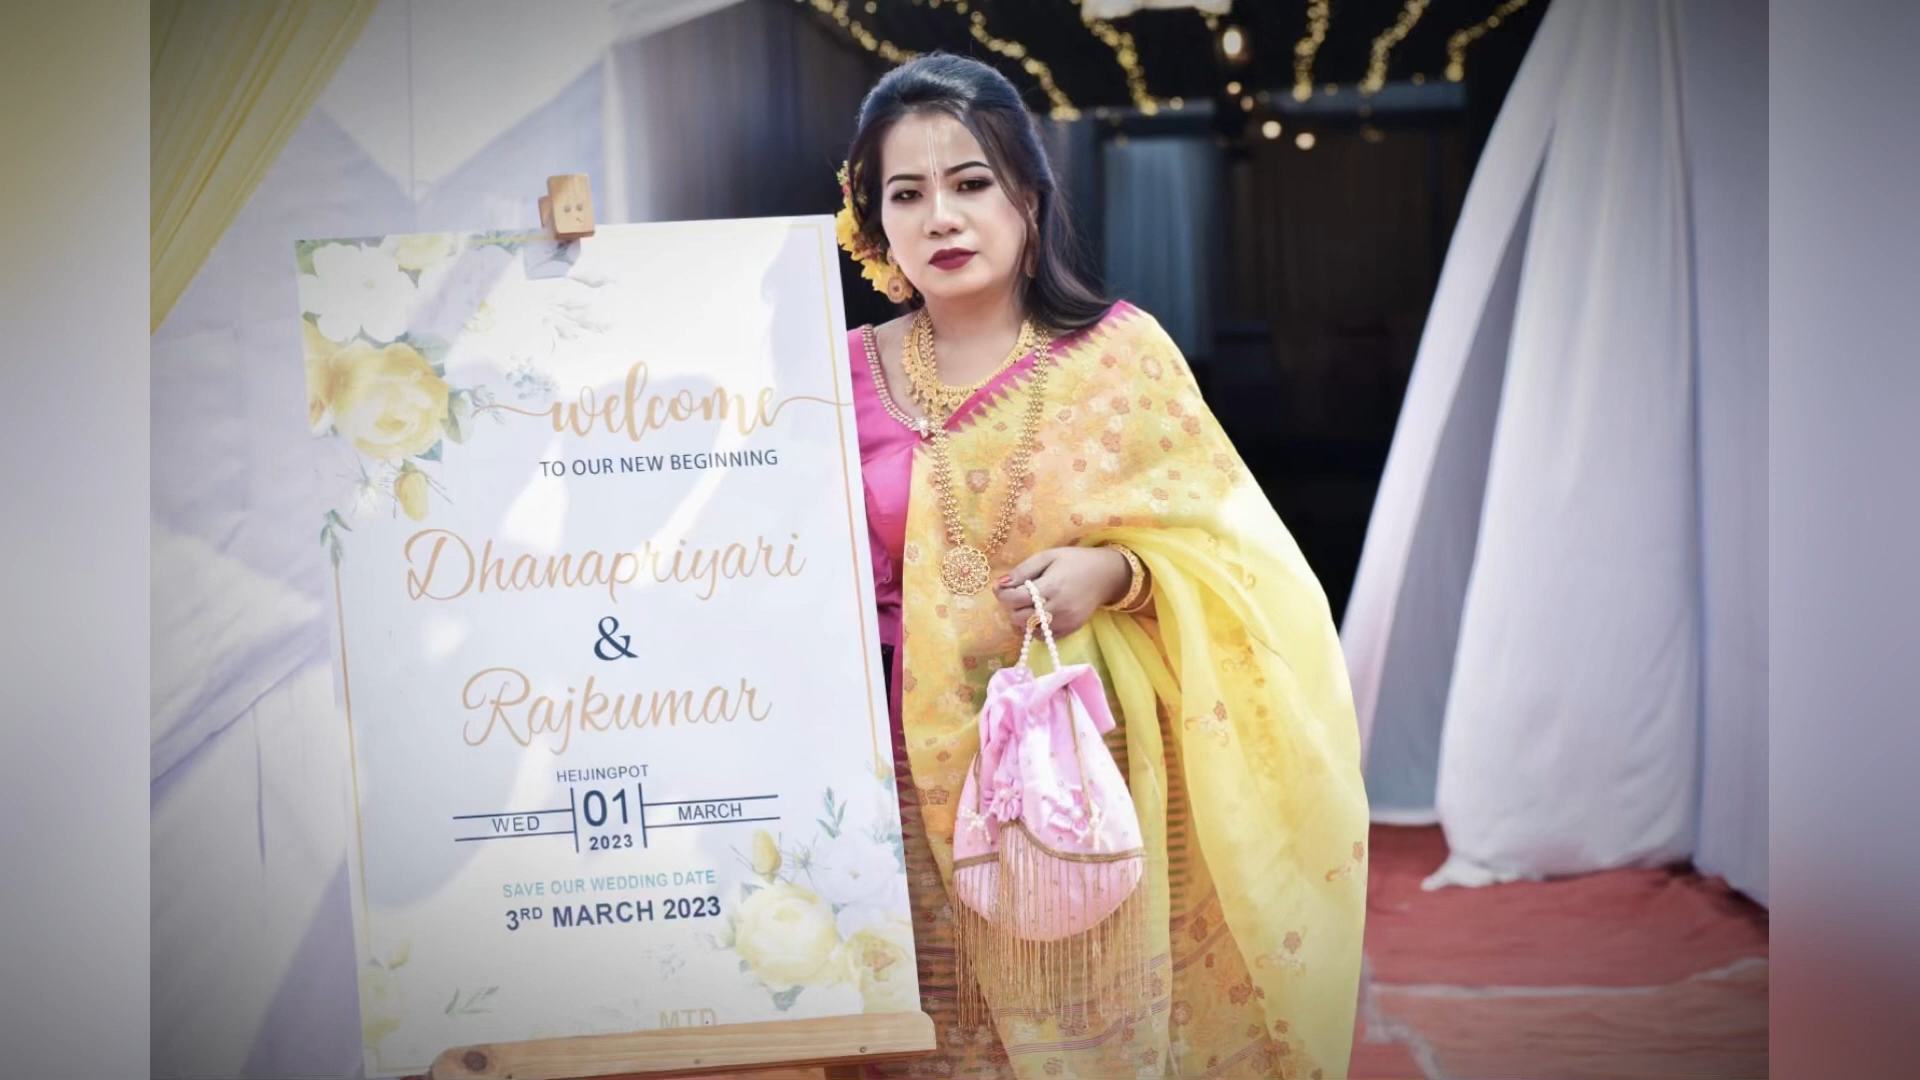 welcome
TO OUR NEW BEGINNING
Dhanapriyari
&
Rajkumar
HEIJINGPOT
WED 01 MARCH
2023
SAVE OUR WEDDING DATE
3RD MARCH 2023
MTD